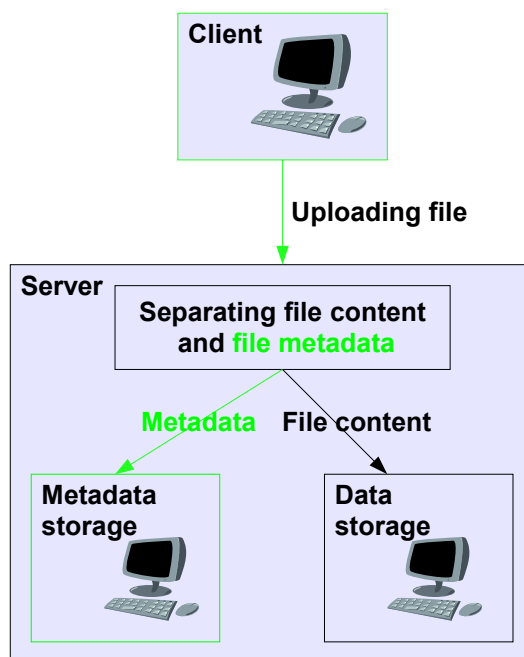 Client
Uploading file
Server
Separating file content
and file metadata
Metadata
File content
Metadata
storage
Data
storage